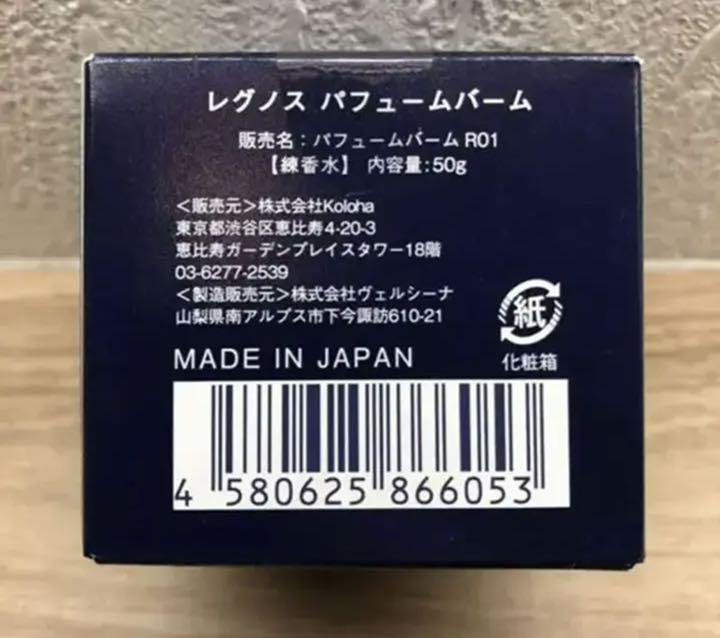 レグノス パフュームバーム
販売名：パフュームバーム R01
【練香水】 内容量：50g
＜販売元＞株式会社Koloha
東京都渋谷区恵比寿4-20-3
恵比寿ガーデンプレイスタワー18階
03-6277-2539
＜製造販売元＞株式会社ヴェルシーナ
山梨県南アルプス市下今諏訪610-21
紙
化粧箱
MADE IN JAPAN
4 580625 866053